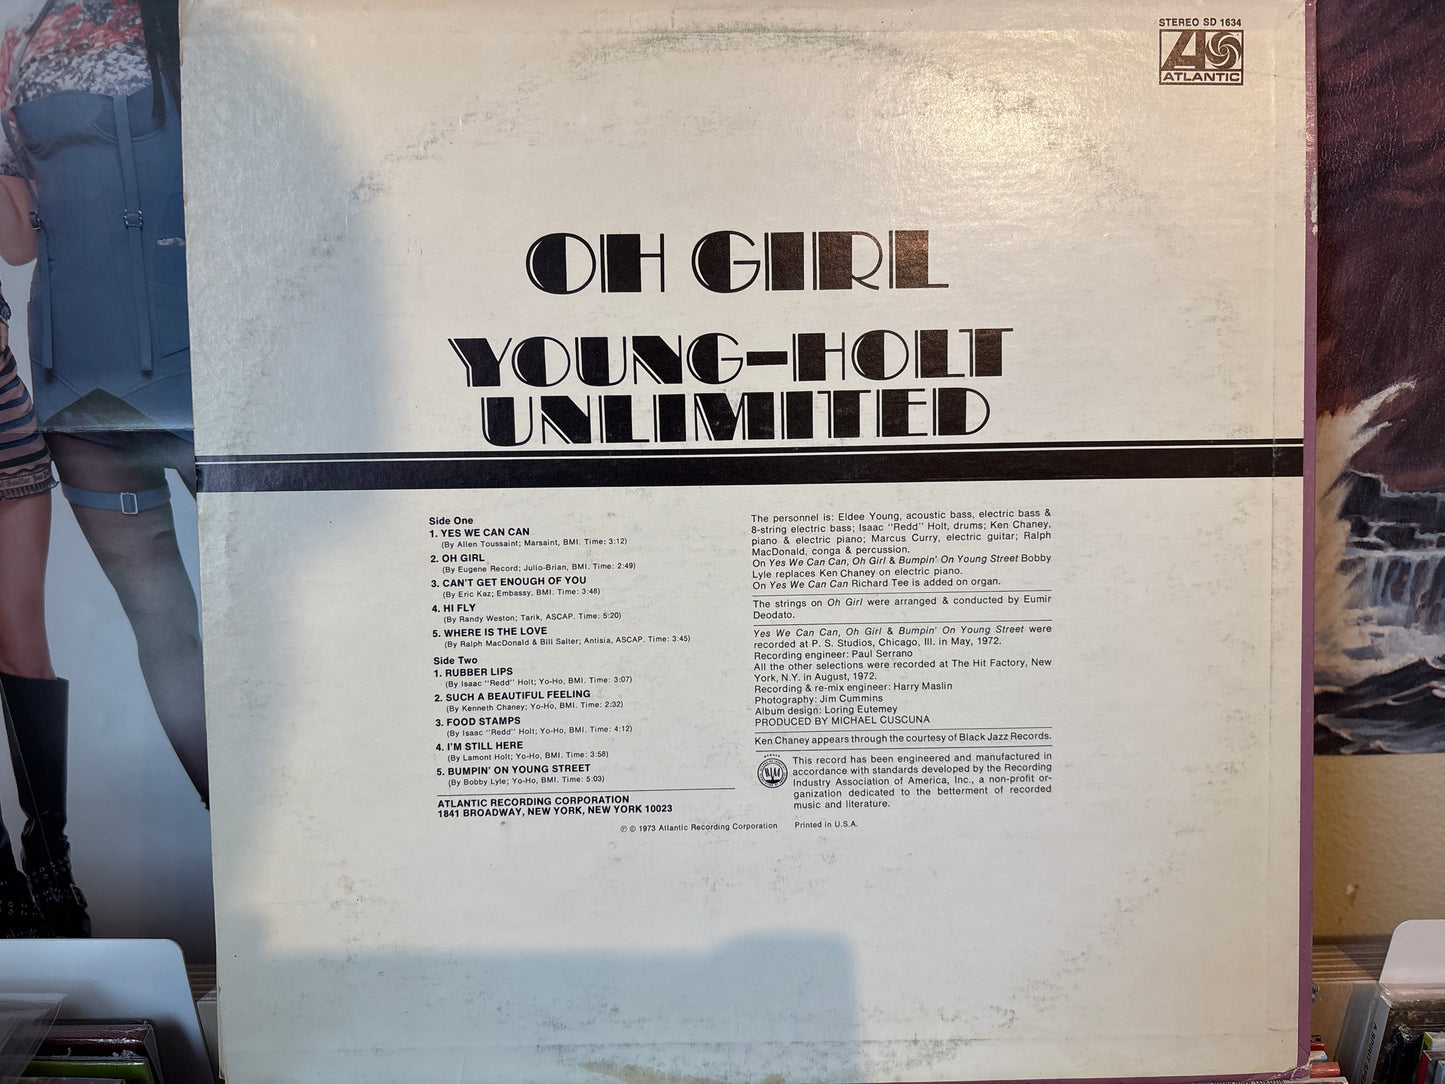 STEREO SD 1634
ATLANTIC
OH GIRL
YOUNG-HOLT
UNLIMITED
Side One
1. YES WE CAN CAN
(By Allen Toussaint; Marsaint, BMI. Time: 3:12)
2. OH GIRL
(By Eugene Record; Julio-Brian, BMI. Time: 2:49)
3. CAN'T GET ENOUGH OF YOU
(By Eric Kaz; Embassy, BMI. Time: 3:48)
4. HI FLY
(By Randy Weston; Tarik, ASCAP. Time: 5:20)
5. WHERE IS THE LOVE
(By Ralph MacDonald & Bill Salter; Antisia, ASCAP. Time: 3:45)
Side Two
1. RUBBER LIPS
(By Isaac "Redd" Holt; Yo-Ho, BMI. Time: 3:07)
2. SUCH A BEAUTIFUL FEELING
(By Kenneth Chaney; Yo-Ho, BMI. Time: 2:32)
3. FOOD STAMPS
(By Isaac "Redd" Holt; Yo-Ho, BMI. Time: 4:12)
4. I'M STILL HERE
(By Lamont Holt; Yo-Ho, BMI. Time: 3:58)
5. BUMPIN' ON YOUNG STREET
(By Bobby Lyle; Yo-Ho, BMI. Time: 5:03)
ATLANTIC RECORDING CORPORATION
1841 BROADWAY, NEW YORK, NEW YORK 10023
The personnel is: Eldee Young, acoustic bass, electric bass &
8-string electric bass; Isaac "Redd" Holt, drums; Ken Chaney,
piano & electric piano; Marcus Curry, electric guitar; Ralph
MacDonald, conga & percussion.
On Yes We Can Can, Oh Girl & Bumpin' On Young Street Bobby
Lyle replaces Ken Chaney on electric piano.
On Yes We Can Can Richard Tee is added on organ.
The strings on Oh Girl were arranged & conducted by Eumir
Deodato.
Yes We Can Can, Oh Girl & Bumpin' On Young Street were
recorded at P. S. Studios, Chicago, Ill. in May, 1972.
Recording engineer: Paul Serrano
All the other selections were recorded at The Hit Factory, New
York, N.Y. in August, 1972.
Recording & re-mix engineer: Harry Maslin
Photography: Jim Cummins
Album design: Loring Eutemey
PRODUCED BY MICHAEL CUSCUNA
Ken Chaney appears through the courtesy of Black Jazz Records.
RIAA
This record has been engineered and manufactured in
accordance with standards developed by the Recording
Industry Association of America, Inc., a non-profit or-
ganization dedicated to the betterment of recorded
music and literature.
℗ © 1973 Atlantic Recording Corporation Printed in U.S.A.